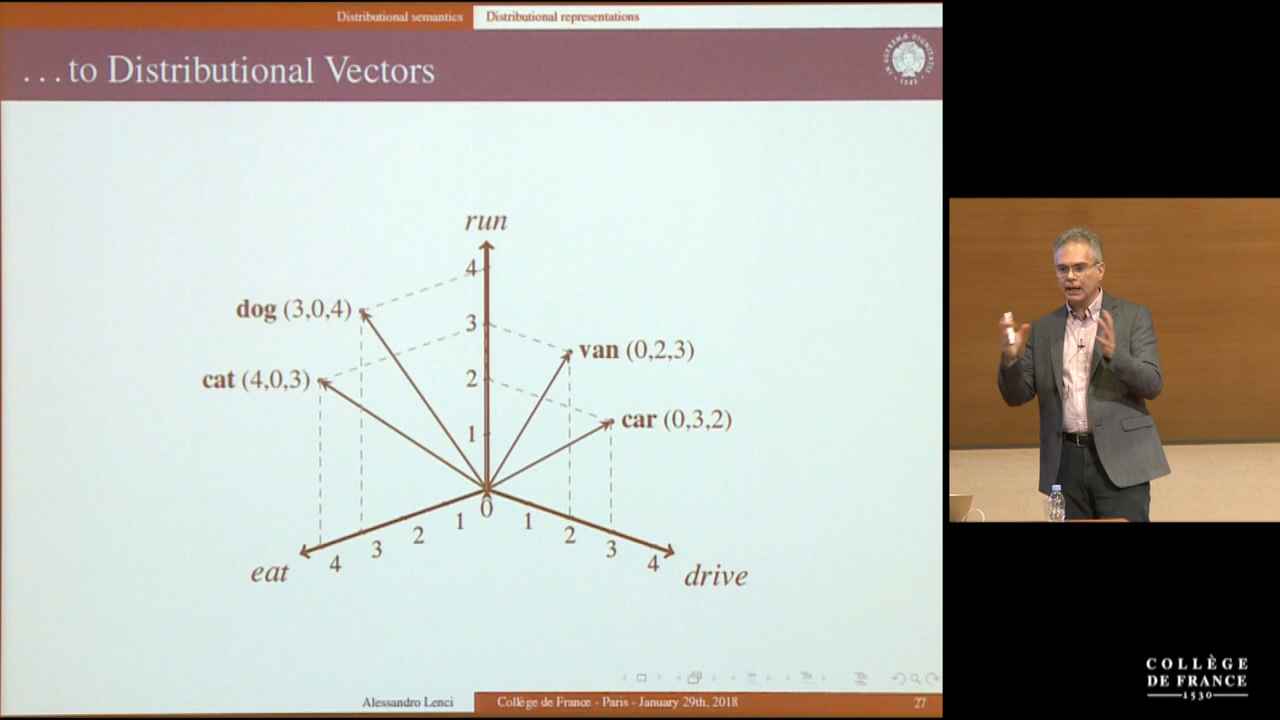 Distributional semantics Distributional representations
...to Distributional Vectors
run
4
dog (3,0,4)
3
van (0,2,3)
cat (4,0,3)
2
car (0,3,2)
1
0
1 1
2 2
3 3
4 4
eat drive
Alessandro Lenci Collège de France - Paris - January 29th, 2018 27
COLLÈGE
DE FRANCE
1530